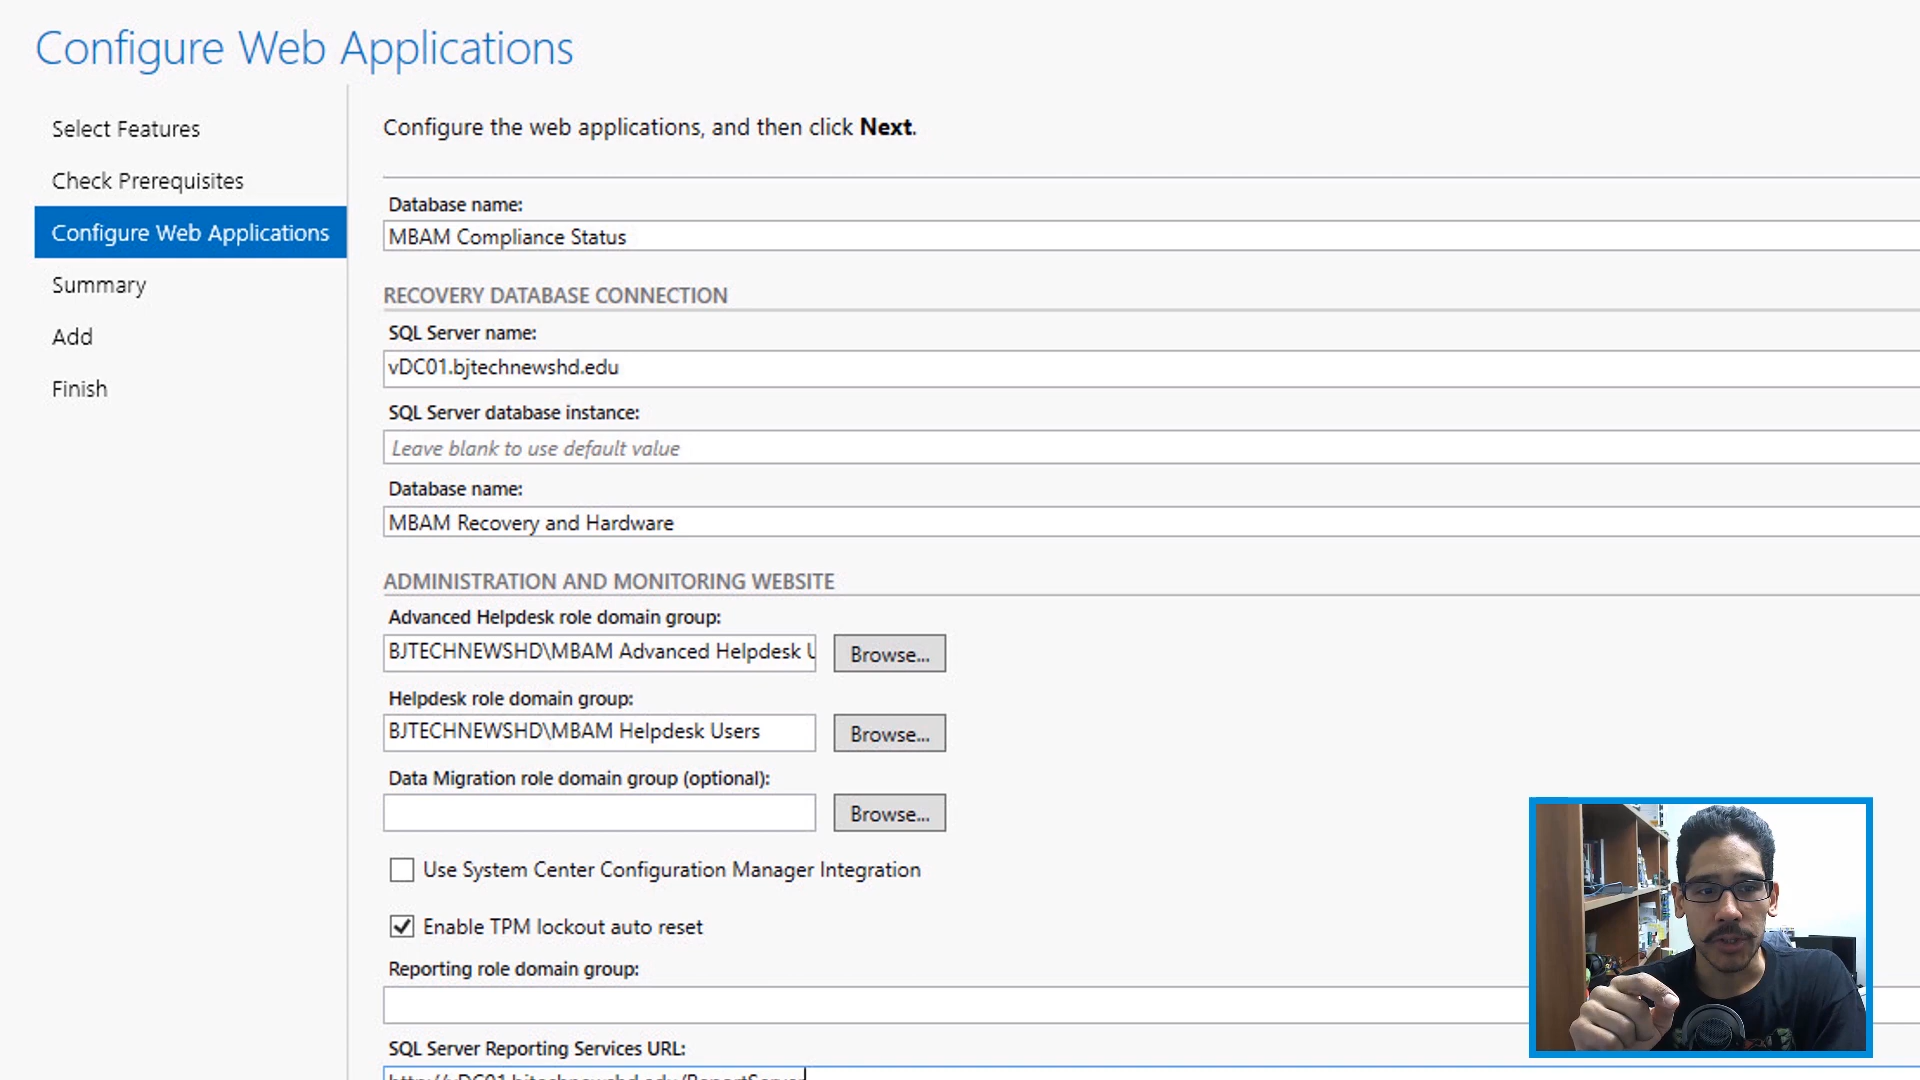 Configure Web Applications
Select Features
Check Prerequisites
Configure Web Applications
Summary
Add
Finish
Configure the web applications, and then click Next.
Database name:
MBAM Compliance Status
RECOVERY DATABASE CONNECTION
SQL Server name:
vDC01.bjtechnewshd.edu
SQL Server database instance:
Leave blank to use default value
Database name:
MBAM Recovery and Hardware
ADMINISTRATION AND MONITORING WEBSITE
Advanced Helpdesk role domain group:
BJTECHNEWSHD\MBAM Advanced Helpdesk U
Browse...
Helpdesk role domain group:
BJTECHNEWSHD\MBAM Helpdesk Users
Browse...
Data Migration role domain group (optional):
Browse...
Use System Center Configuration Manager Integration
Enable TPM lockout auto reset
Reporting role domain group:
SQL Server Reporting Services URL:
http://vDC01.bjtechnewshd.edu/ReportServer